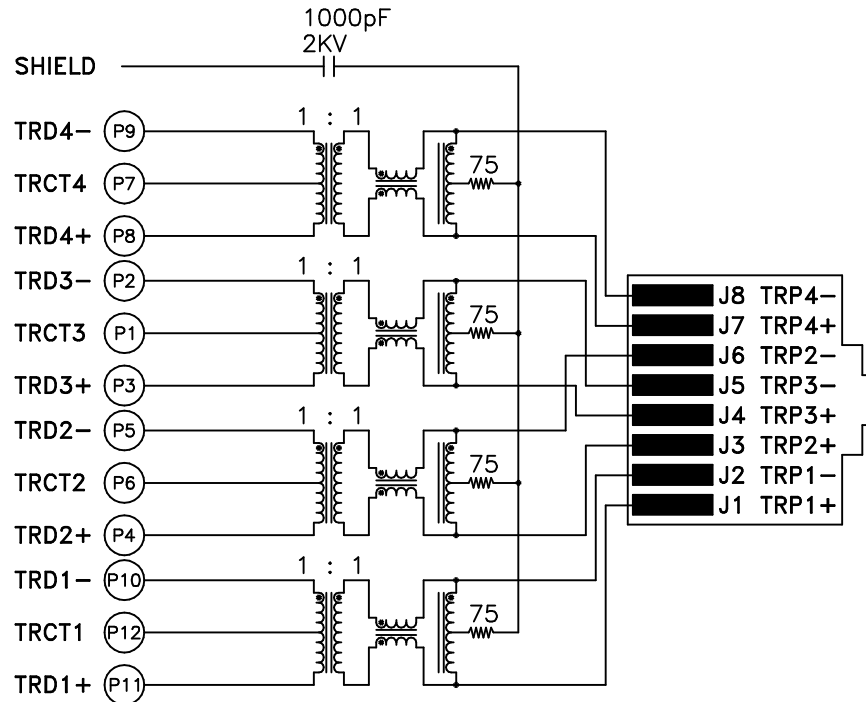 1000pF
2KV
SHIELD
1 : 1
TRD4- P9
TRCT4 P7
75
TRD4+ P8
1 : 1
TRD3- P2
TRCT3 P1
75
TRD3+ P3
1 : 1
TRD2- P5
TRCT2 P6
75
TRD2+ P4
1 : 1
TRD1- P10
TRCT1 P12
75
TRD1+ P11
J8 TRP4-
J7 TRP4+
J6 TRP2-
J5 TRP3-
J4 TRP3+
J3 TRP2+
J2 TRP1-
J1 TRP1+